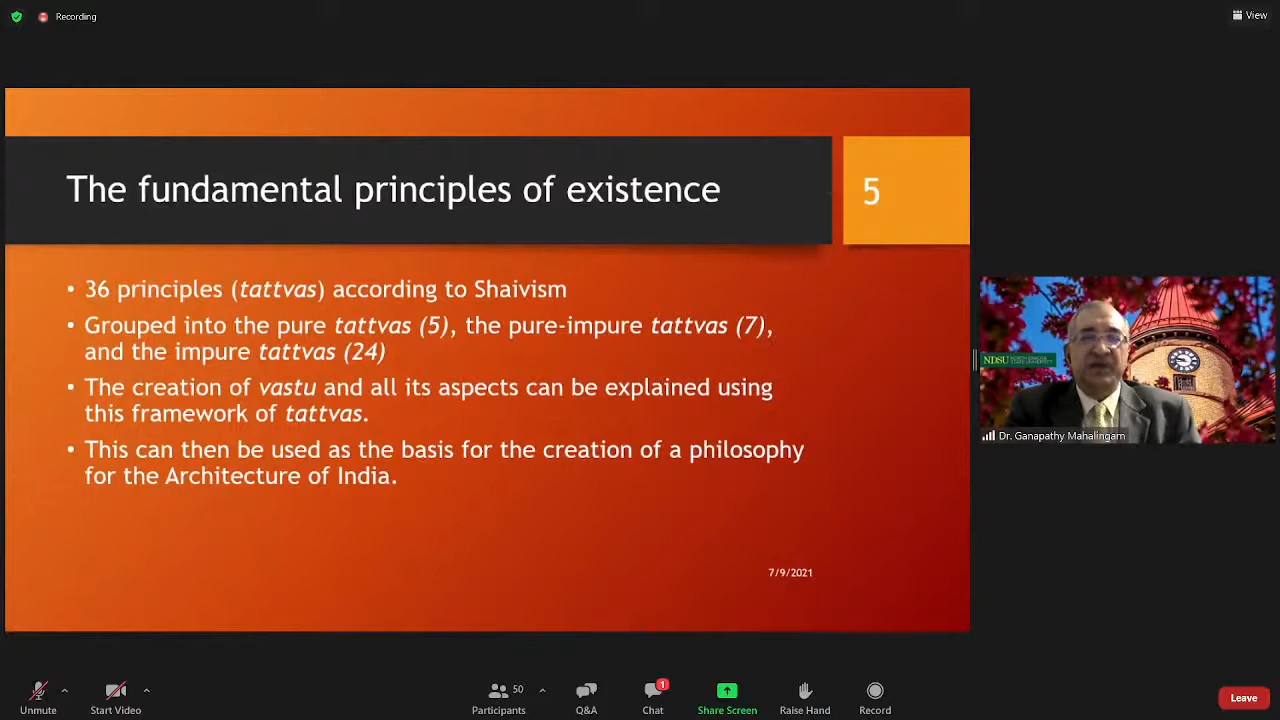 Recording
View
The fundamental principles of existence
5
• 36 principles (tattvas) according to Shaivism
• Grouped into the pure tattvas (5), the pure-impure tattvas (7),
and the impure tattvas (24)
• The creation of vastu and all its aspects can be explained using
this framework of tattvas.
• This can then be used as the basis for the creation of a philosophy
for the Architecture of India.
7/9/2021
NDSU NORTH DAKOTA
STATE UNIVERSITY
Dr. Ganapathy Mahalingam
Unmute
Start Video
50
Participants
Q&A
1
Chat
Share Screen
Raise Hand
Record
Leave